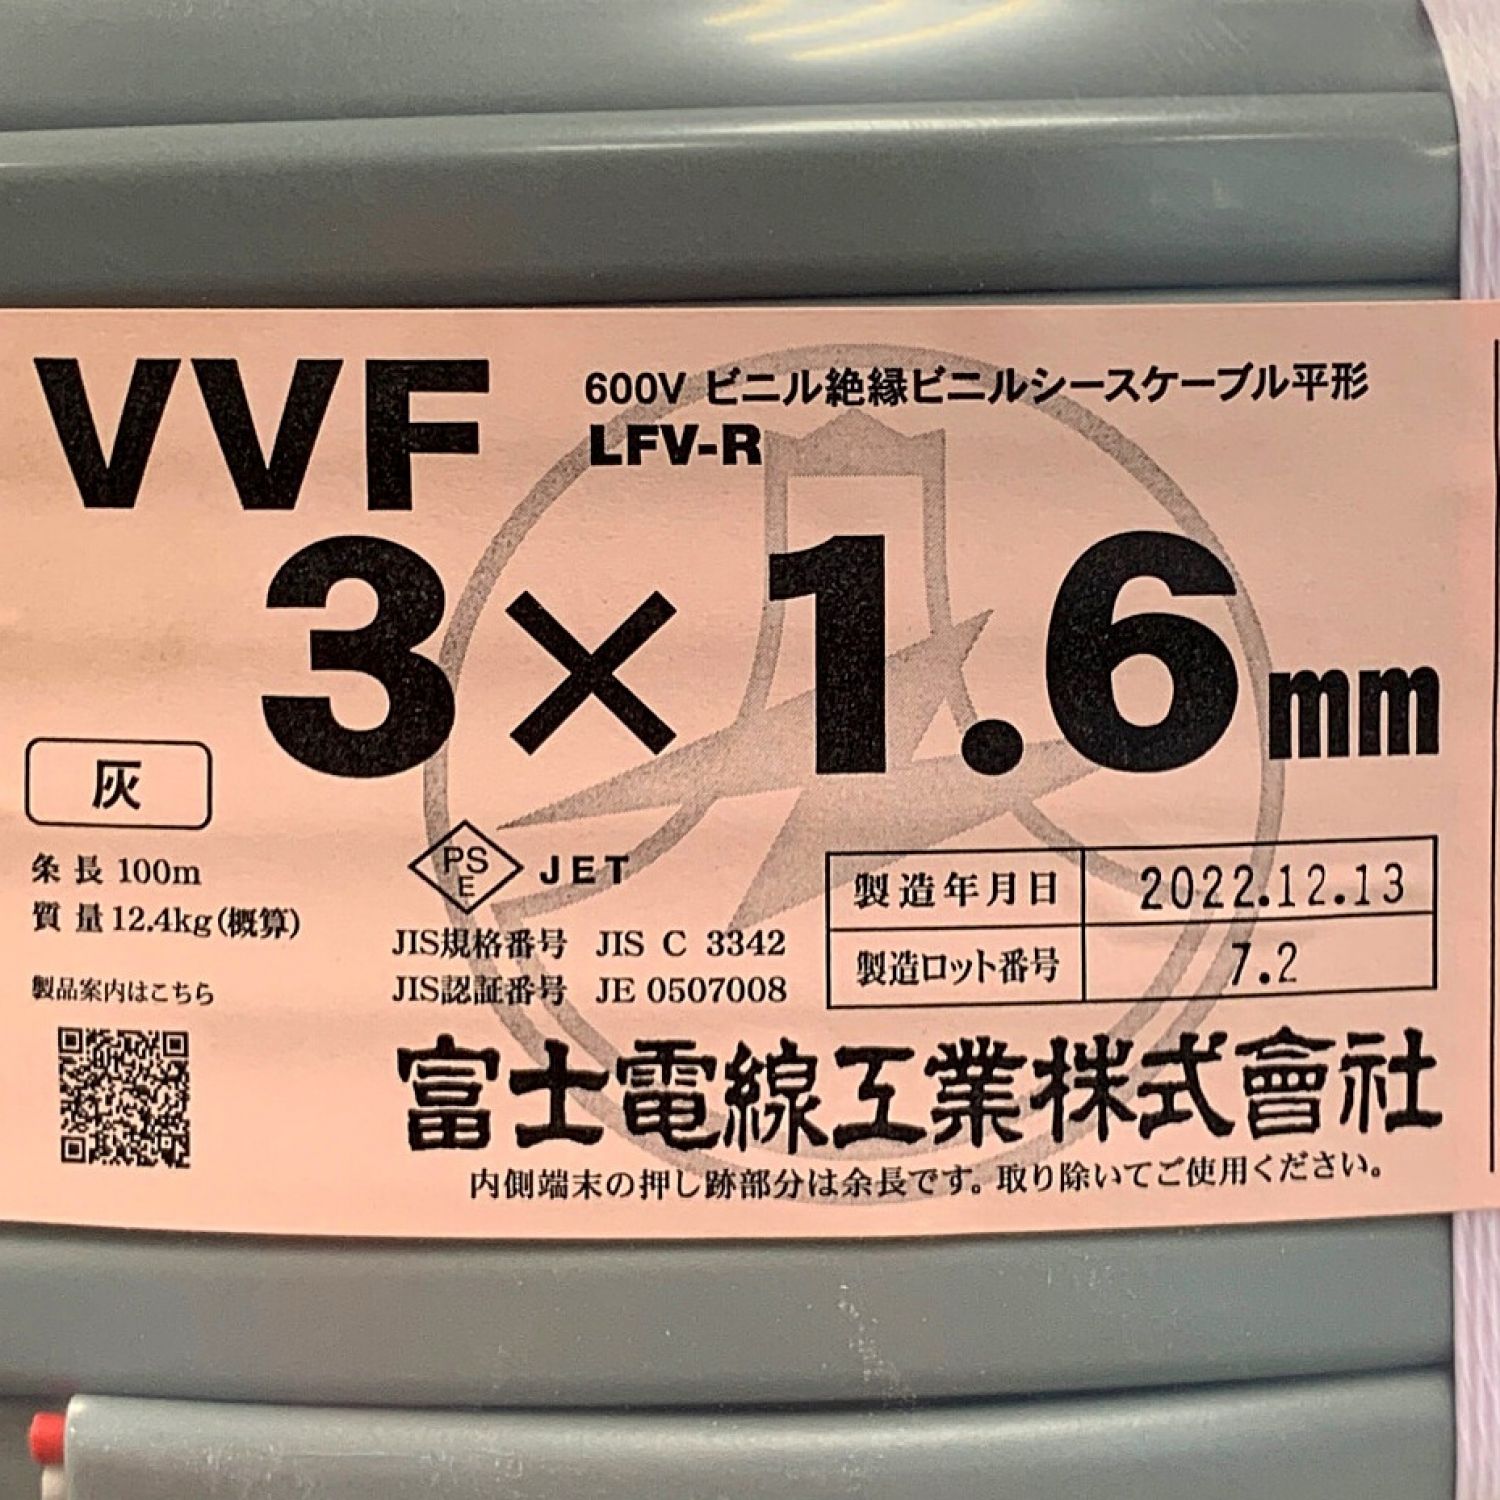 VVF
600V ビニル絶縁ビニルシースケーブル平形
LFV-R
3×1.6mm
灰
条長 100m
質量 12.4kg(概算)
製品案内はこちら
PS
E
JET
JIS規格番号 JIS C 3342
JIS認証番号 JE 0507008
製造年月日 2022.12.13
製造ロット番号 7.2
富士電線工業株式會社
内側端末の押し跡部分は余長です。取り除いてご使用ください。